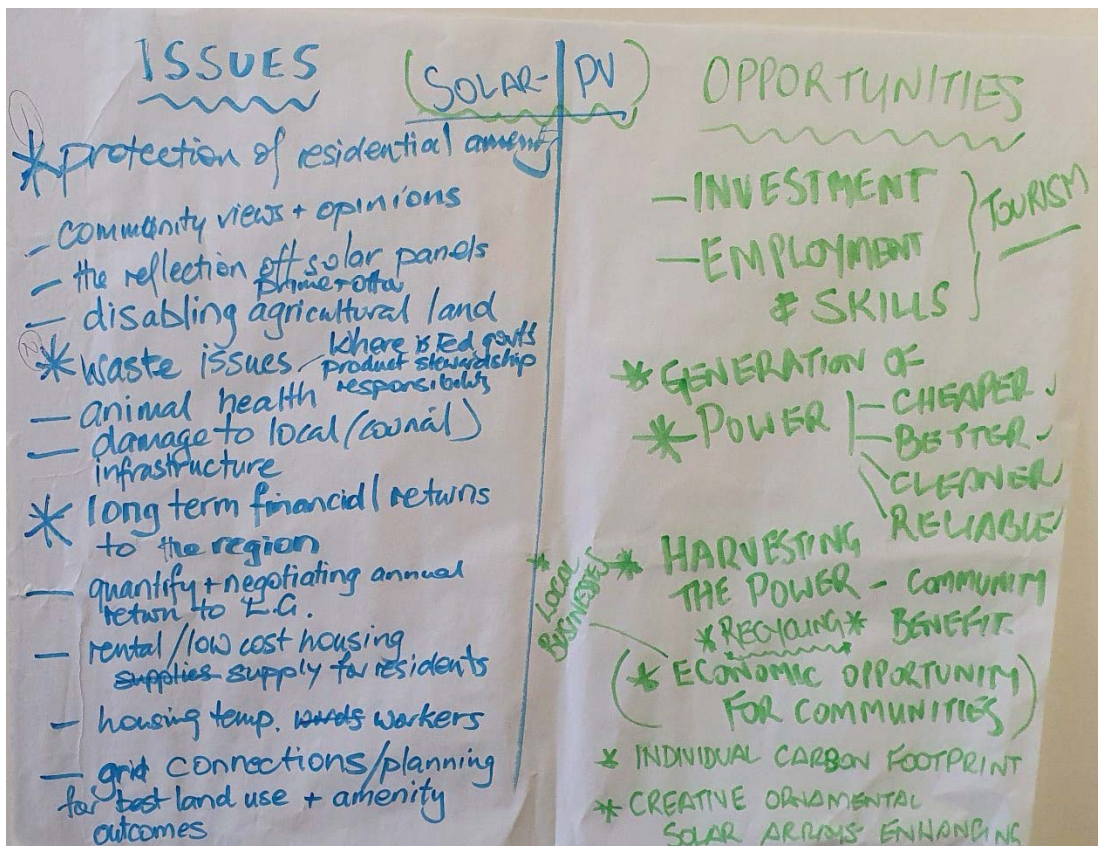 ISSUES
(SOLAR-PV)
* protection of residential amenity
- community views + opinions
- the reflection off solar panels
prime + other
- disabling agricultural land
* waste issues - where is Fed govts
product stewardship
responsibility
- animal health
- damage to local (council)
infrastructure
* long term financial returns
to the region
- quantify + negotiating annual
return to L.G.
- rental/low cost housing
supplies supply for residents
- housing temp. workers
- grid connections/planning
for best land use + amenity
outcomes
OPPORTUNITIES
- INVESTMENT
- EMPLOYMENT
& SKILLS
TOURISM
* GENERATION OF
* POWER
- CHEAPER
- BETTER
CLEANER
RELIABLE
* LOCAL
BUSINESSES
* HARVESTING
THE POWER - COMMUNITY
*RECYCLING* BENEFIT.
(* ECONOMIC OPPORTUNITY
FOR COMMUNITIES)
* INDIVIDUAL CARBON FOOTPRINT
* CREATIVE ORNAMENTAL
SOLAR ARRAYS ENHANCING